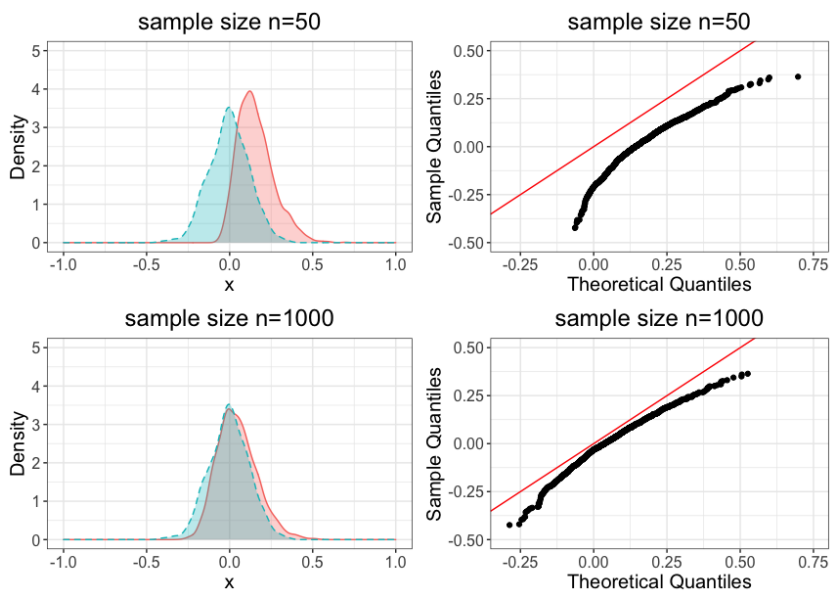 sample size n=50
sample size n=50
5
4
3
2
1
0
Density
-1.0 -0.5 0.0 0.5 1.0
x
0.50
0.25
0.00
-0.25
-0.50
Sample Quantiles
-0.25 0.00 0.25 0.50 0.75
Theoretical Quantiles
sample size n=1000
sample size n=1000
5
4
3
2
1
0
Density
-1.0 -0.5 0.0 0.5 1.0
x
0.50
0.25
0.00
-0.25
-0.50
Sample Quantiles
-0.25 0.00 0.25 0.50 0.75
Theoretical Quantiles